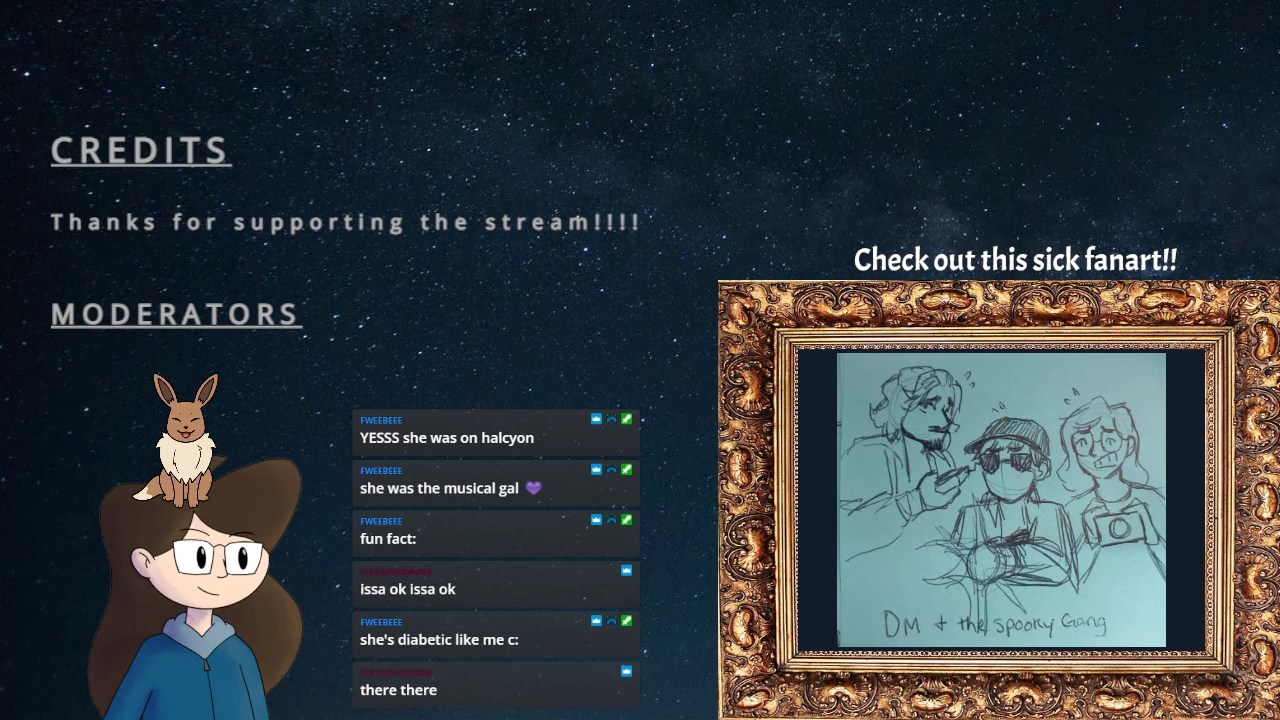 CREDITS
Thanks for supporting the stream!!!!
MODERATORS
Check out this sick fanart!!
FWEEBEEE
YESSS she was on halcyon
FWEEBEEE
she was the musical gal 💜
FWEEBEEE
fun fact:
issa ok issa ok
FWEEBEEE
she's diabetic like me c:
there there
DM + the spooky Gang